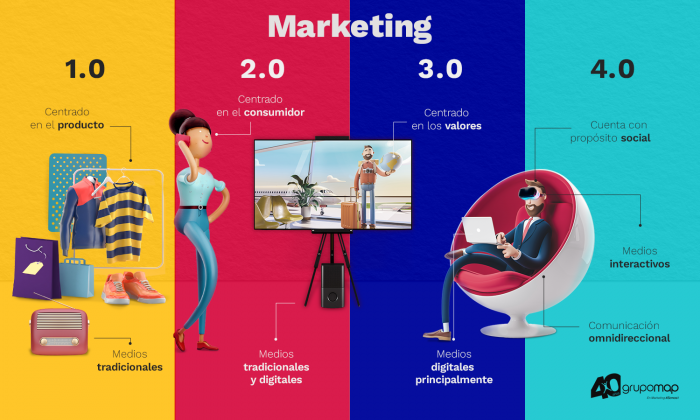 Marketing
1.0
Centrado
en el producto
Medios
tradicionales
2.0
Centrado
en el consumidor
Medios
tradicionales
y digitales
3.0
Centrado
en los valores
Medios
digitales
principalmente
4.0
Cuenta con
propósito social
Medios
interactivos
Comunicación
omnidireccional
40 grupomap